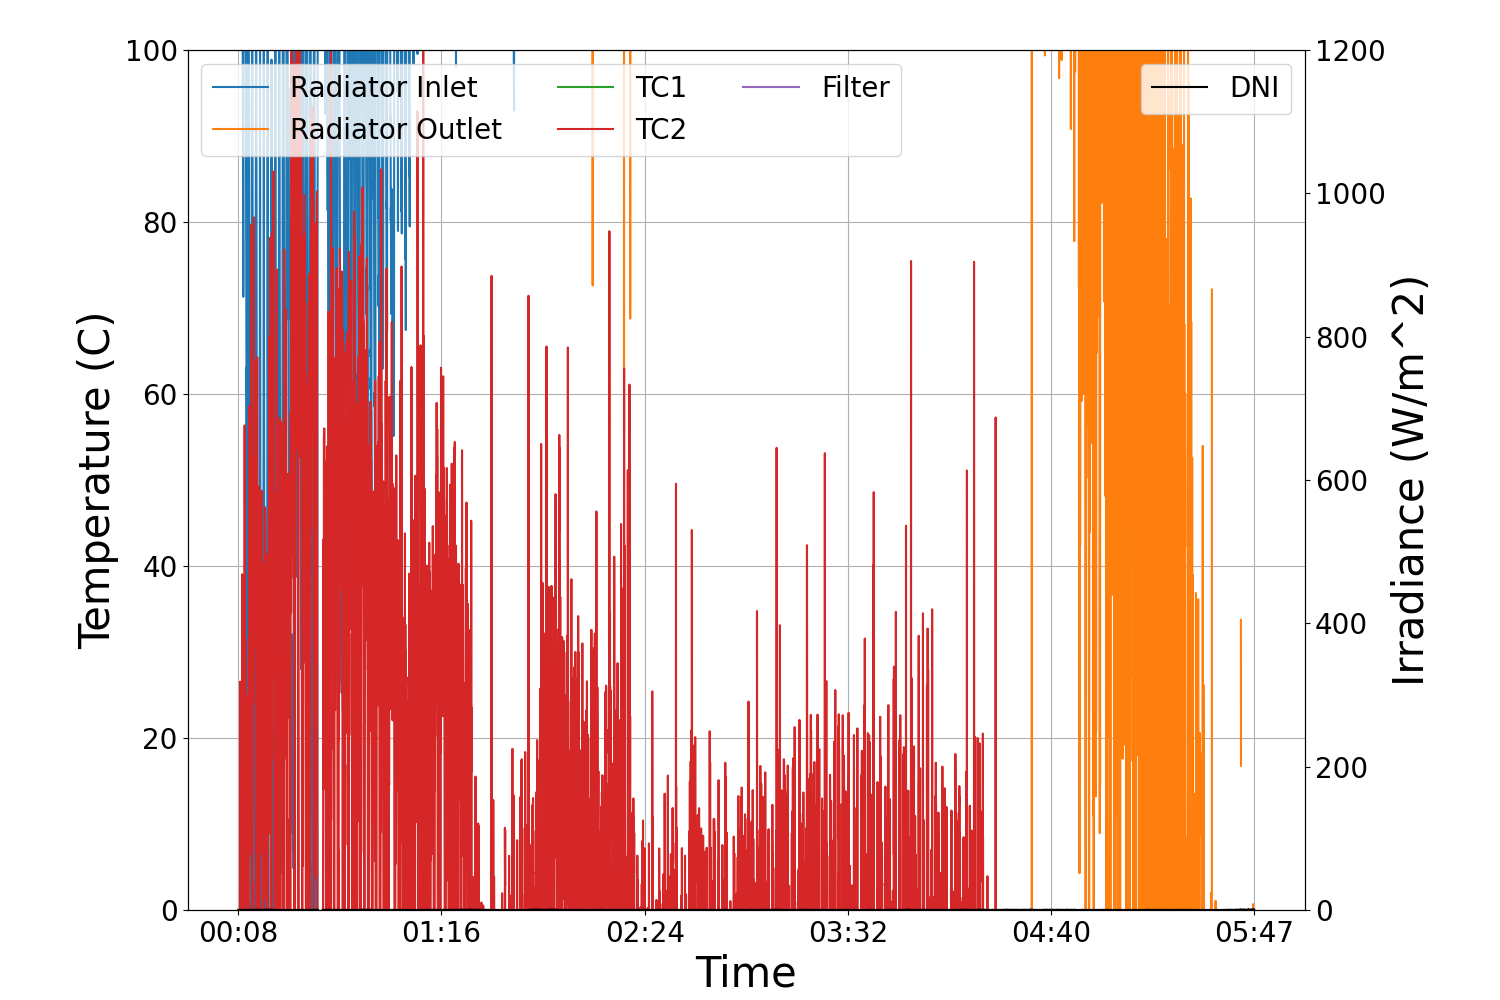 100
80
60
40
20
0
Temperature (C)
Radiator Inlet
Radiator Outlet
TC1
TC2
Filter
DNI
1200
1000
800
600
400
200
0
Irradiance (W/m^2)
00:08
01:16
02:24
03:32
04:40
05:47
Time